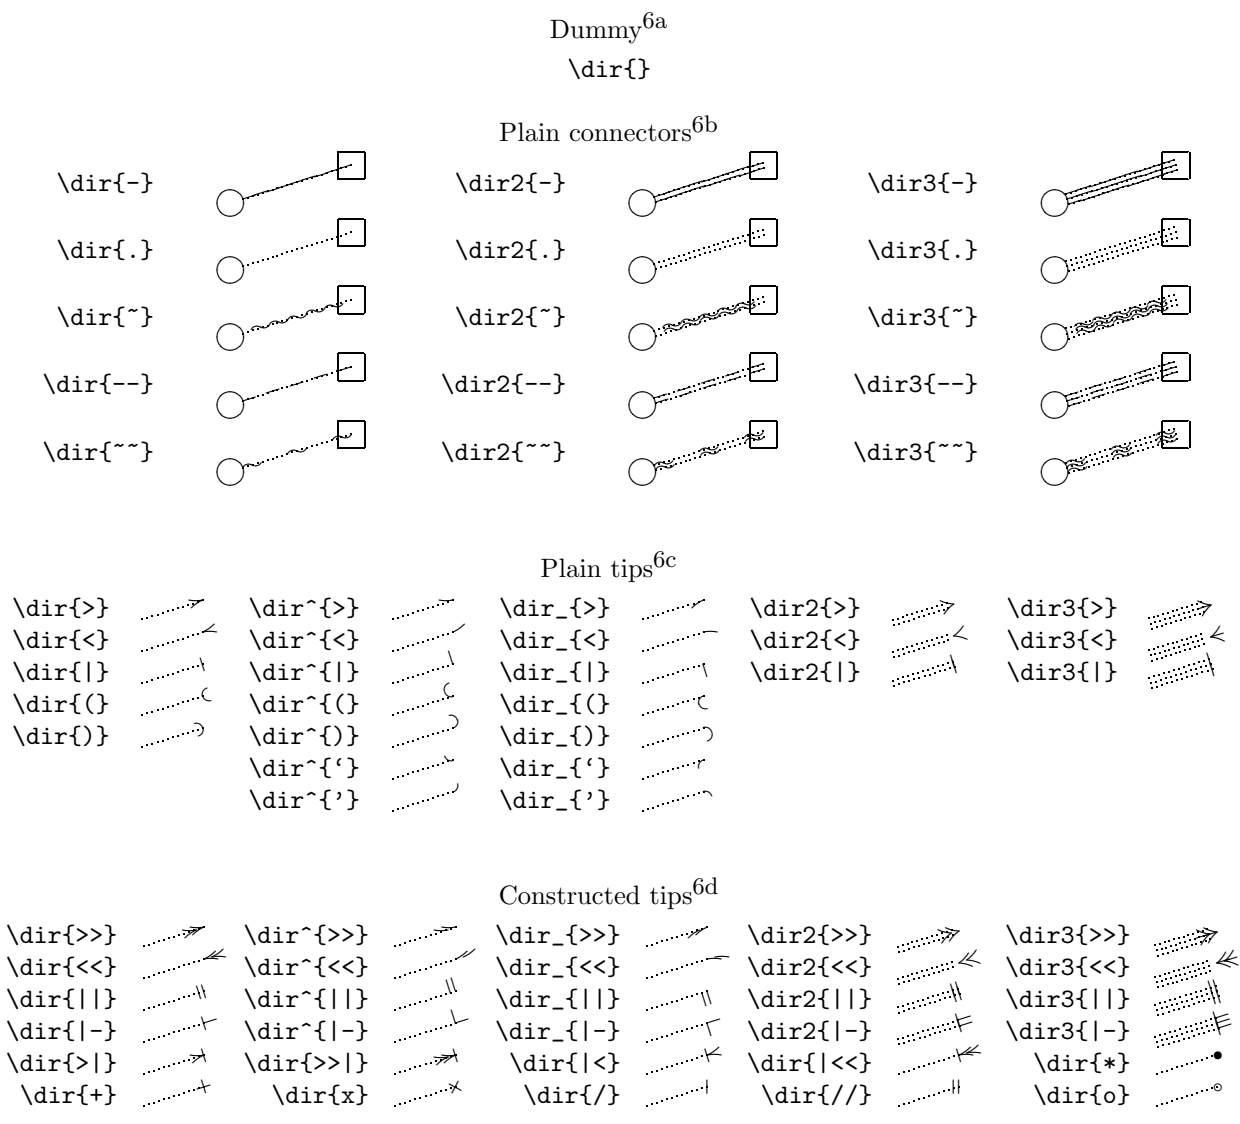 Dummy6a
\dir{}
Plain connectors6b
\dir{-} \dir2{-} \dir3{-}
\dir{.} \dir2{.} \dir3{.}
\dir{~} \dir2{~} \dir3{~}
\dir{--} \dir2{--} \dir3{--}
\dir{~~} \dir2{~~} \dir3{~~}
Plain tips6c
\dir{>} \dir^{>} \dir_{>} \dir2{>} \dir3{>}
\dir{<} \dir^{<} \dir_{<} \dir2{<} \dir3{<}
\dir{|} \dir^{|} \dir_{|} \dir2{|} \dir3{|}
\dir{(} \dir^{(} \dir_{(}
\dir{)} \dir^{)} \dir_{)}
\dir^{‘} \dir_{‘}
\dir^{’} \dir_{’}
Constructed tips6d
\dir{>>} \dir^{>>} \dir_{>>} \dir2{>>} \dir3{>>}
\dir{<<} \dir^{<<} \dir_{<<} \dir2{<<} \dir3{<<}
\dir{||} \dir^{||} \dir_{||} \dir2{||} \dir3{||}
\dir{|-} \dir^{|-} \dir_{|-} \dir2{|-} \dir3{|-}
\dir{>|} \dir{>>|} \dir{|<} \dir{|<<} \dir{*}
\dir{+} \dir{x} \dir{/} \dir{//} \dir{o}